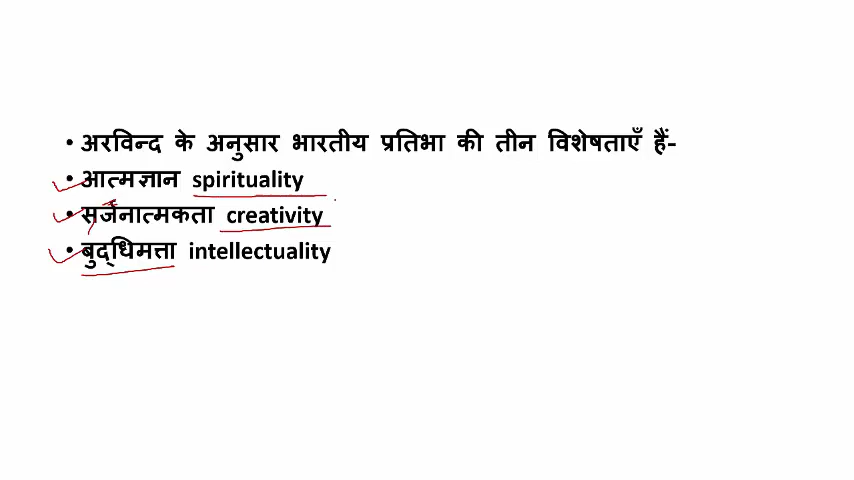 • अरविन्द के अनुसार भारतीय प्रतिभा की तीन विशेषताएँ हैं-
• आत्मज्ञान spirituality
• सर्जनात्मकता creativity
• बुद्धिमत्ता intellectuality